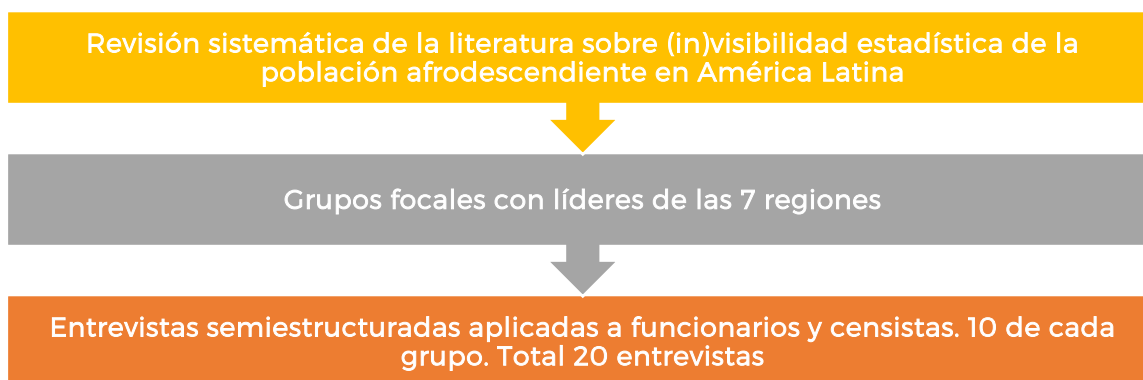 Revisión sistemática de la literatura sobre (in)visibilidad estadística de la
población afrodescendiente en América Latina
Grupos focales con líderes de las 7 regiones
Entrevistas semiestructuradas aplicadas a funcionarios y censistas. 10 de cada
grupo. Total 20 entrevistas